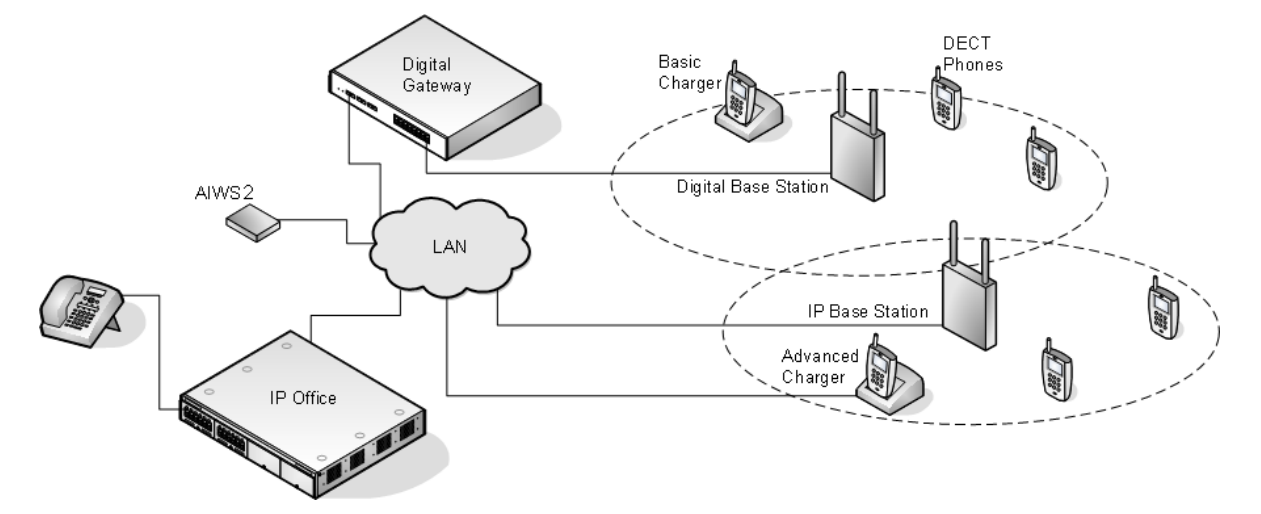 Digital
Gateway
Basic
Charger
DECT
Phones
Digital Base Station
AIWS2
LAN
IP Base Station
Advanced
Charger
IP Office